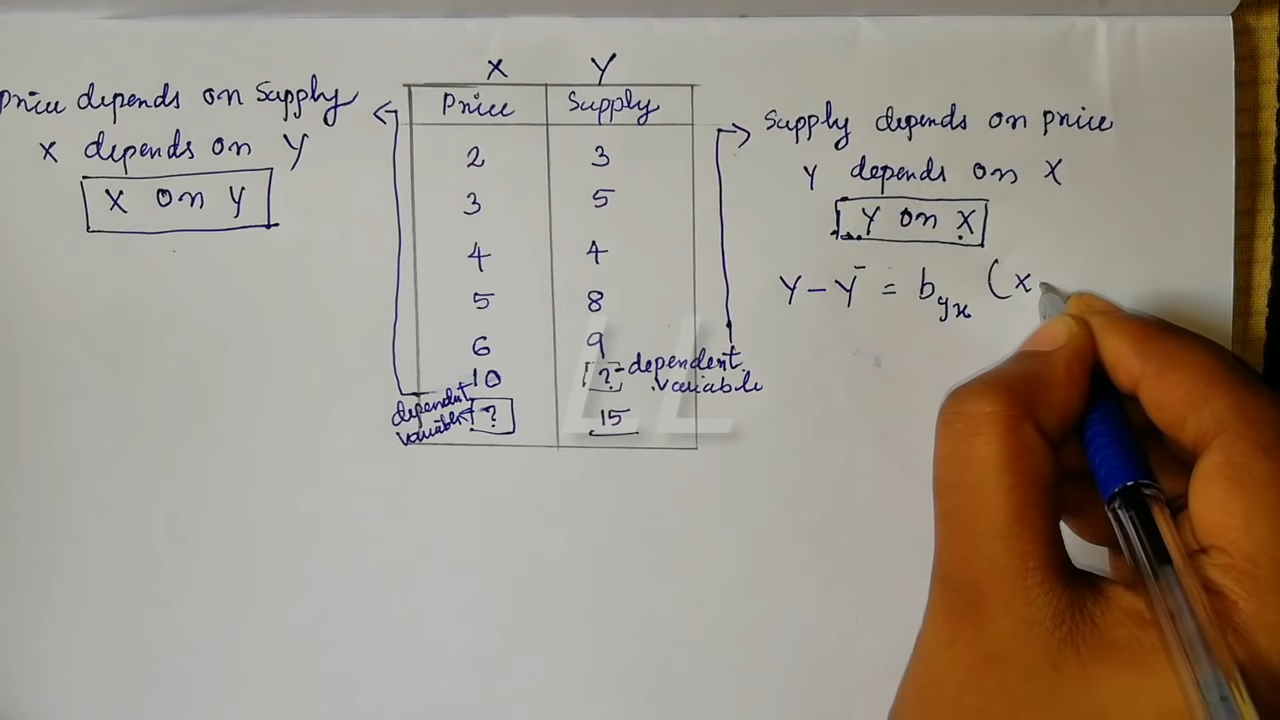 X Y
Price Supply
2 3
3 5
4 4
5 8
6 9
10 ? dependent variable
dependent variable ? 15
Price depends on Supply
X depends on Y
X on Y
Supply depends on price
Y depends on X
Y on X
Y - Ȳ = byx (x
LL